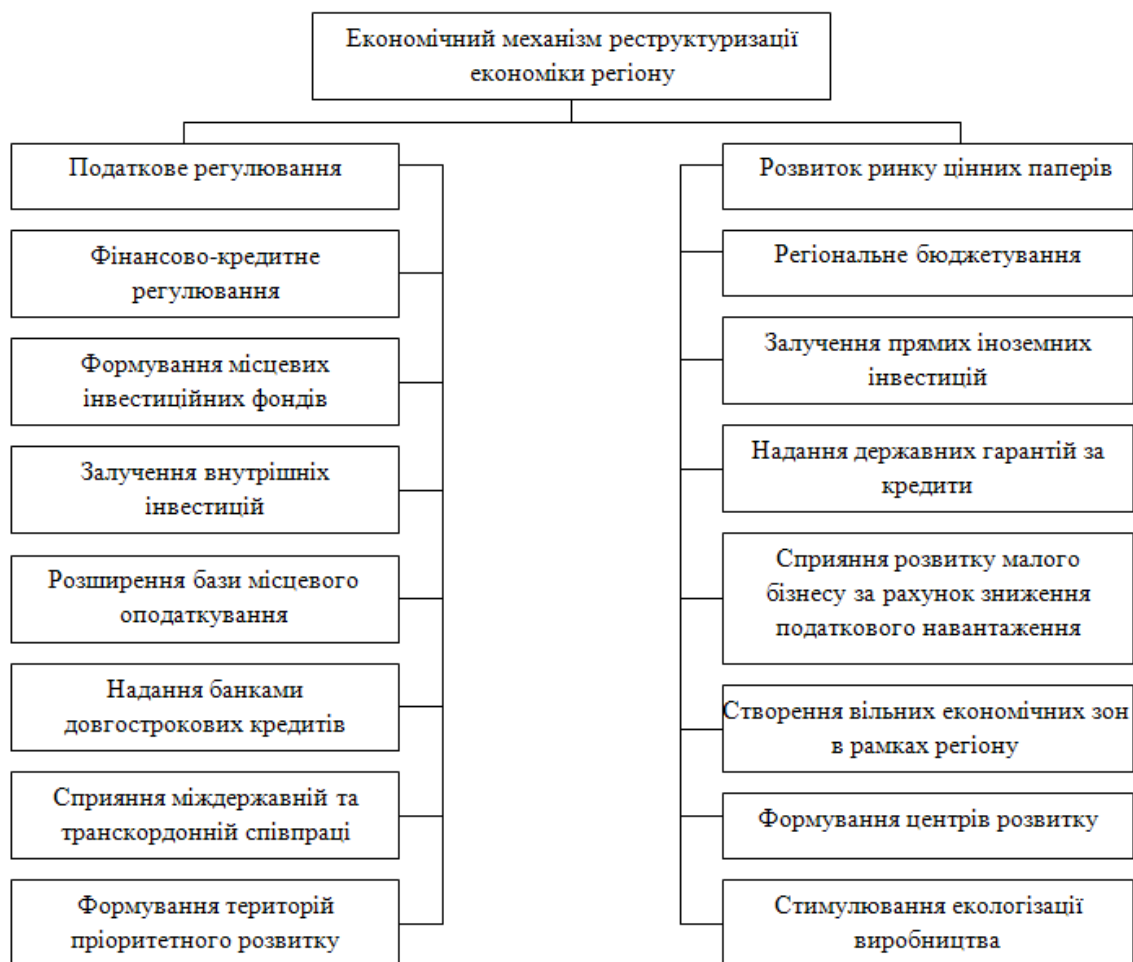 Економічний механізм реструктуризації
економіки регіону
Податкове регулювання
Фінансово-кредитне
регулювання
Формування місцевих
інвестиційних фондів
Залучення внутрішніх
інвестицій
Розширення бази місцевого
оподаткування
Надання банками
довгострокових кредитів
Сприяння міждержавній та
транскордонній співпраці
Формування територій
пріоритетного розвитку
Розвиток ринку цінних паперів
Регіональне бюджетування
Залучення прямих іноземних
інвестицій
Надання державних гарантій за
кредити
Сприяння розвитку малого
бізнесу за рахунок зниження
податкового навантаження
Створення вільних економічних зон
в рамках регіону
Формування центрів розвитку
Стимулювання екологізації
виробництва